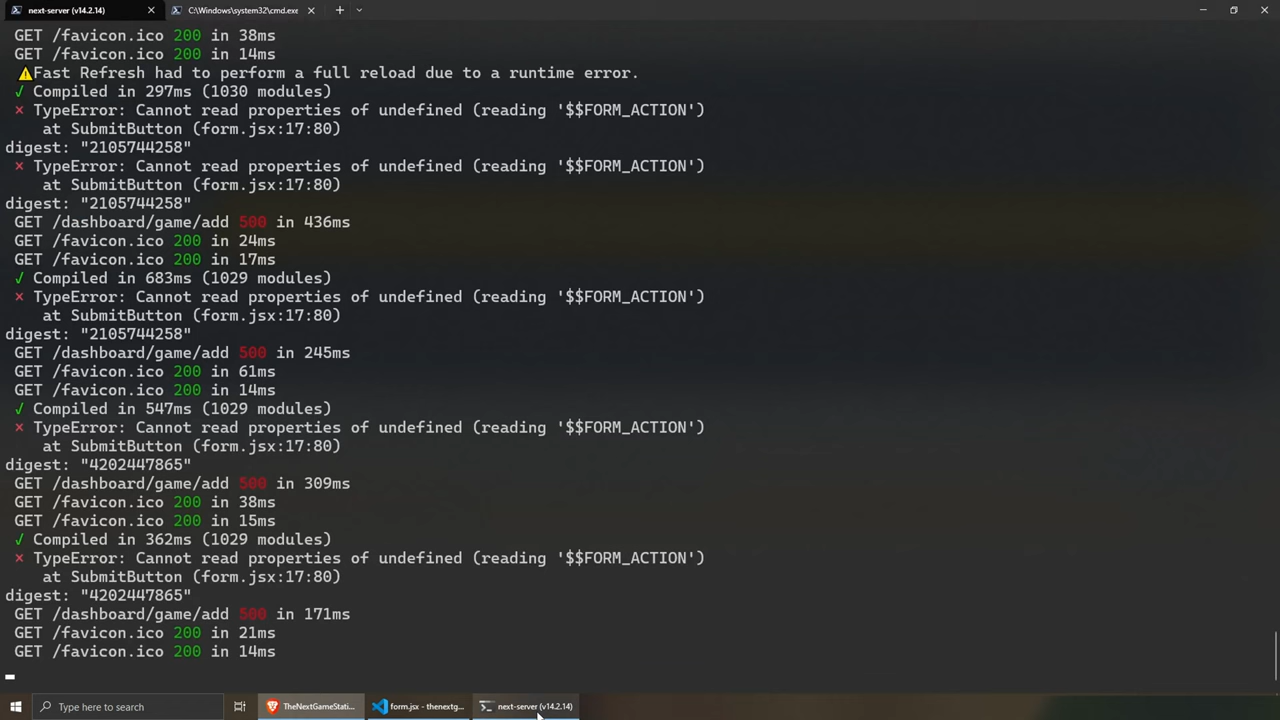 next-server (v14.2.14)
C:\Windows\system32\cmd.exe
GET /favicon.ico 200 in 38ms
GET /favicon.ico 200 in 14ms
Fast Refresh had to perform a full reload due to a runtime error.
✓ Compiled in 297ms (1030 modules)
⨯ TypeError: Cannot read properties of undefined (reading '$$FORM_ACTION')
at SubmitButton (form.jsx:17:80)
digest: "2105744258"
⨯ TypeError: Cannot read properties of undefined (reading '$$FORM_ACTION')
at SubmitButton (form.jsx:17:80)
digest: "2105744258"
GET /dashboard/game/add 500 in 436ms
GET /favicon.ico 200 in 24ms
GET /favicon.ico 200 in 17ms
✓ Compiled in 683ms (1029 modules)
⨯ TypeError: Cannot read properties of undefined (reading '$$FORM_ACTION')
at SubmitButton (form.jsx:17:80)
digest: "2105744258"
GET /dashboard/game/add 500 in 245ms
GET /favicon.ico 200 in 61ms
GET /favicon.ico 200 in 14ms
✓ Compiled in 547ms (1029 modules)
⨯ TypeError: Cannot read properties of undefined (reading '$$FORM_ACTION')
at SubmitButton (form.jsx:17:80)
digest: "4202447865"
GET /dashboard/game/add 500 in 309ms
GET /favicon.ico 200 in 38ms
GET /favicon.ico 200 in 15ms
✓ Compiled in 362ms (1029 modules)
⨯ TypeError: Cannot read properties of undefined (reading '$$FORM_ACTION')
at SubmitButton (form.jsx:17:80)
digest: "4202447865"
GET /dashboard/game/add 500 in 171ms
GET /favicon.ico 200 in 21ms
GET /favicon.ico 200 in 14ms
Type here to search
TheNextGameStati...
form.jsx - thenextg...
next-server (v14.2.14)